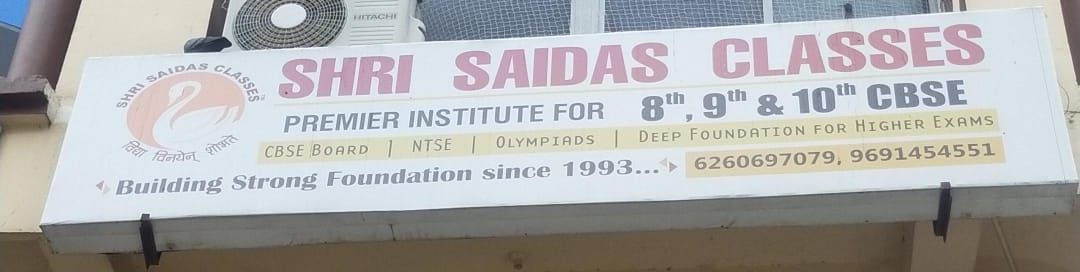 HITACHI
SHRI SAIDAS CLASSES
SHRI SAIDAS CLASSES
विद्या विनयेन् शोभते
PREMIER INSTITUTE FOR 8th, 9th & 10th CBSE
CBSE BOARD | NTSE | OLYMPIADS | DEEP FOUNDATION FOR HIGHER EXAMS
Building Strong Foundation since 1993...
6260697079, 9691454551